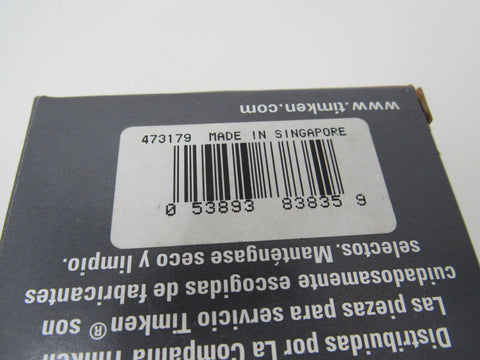 473179 MADE IN SINGAPORE
0 53893 83835 9
Distribuidas por La Compañía Timken
Las piezas para servicio Timken ® son
cuidadosamente escogidas de fabricantes
selectos. Manténgase seco y limpio.
www.timken.com